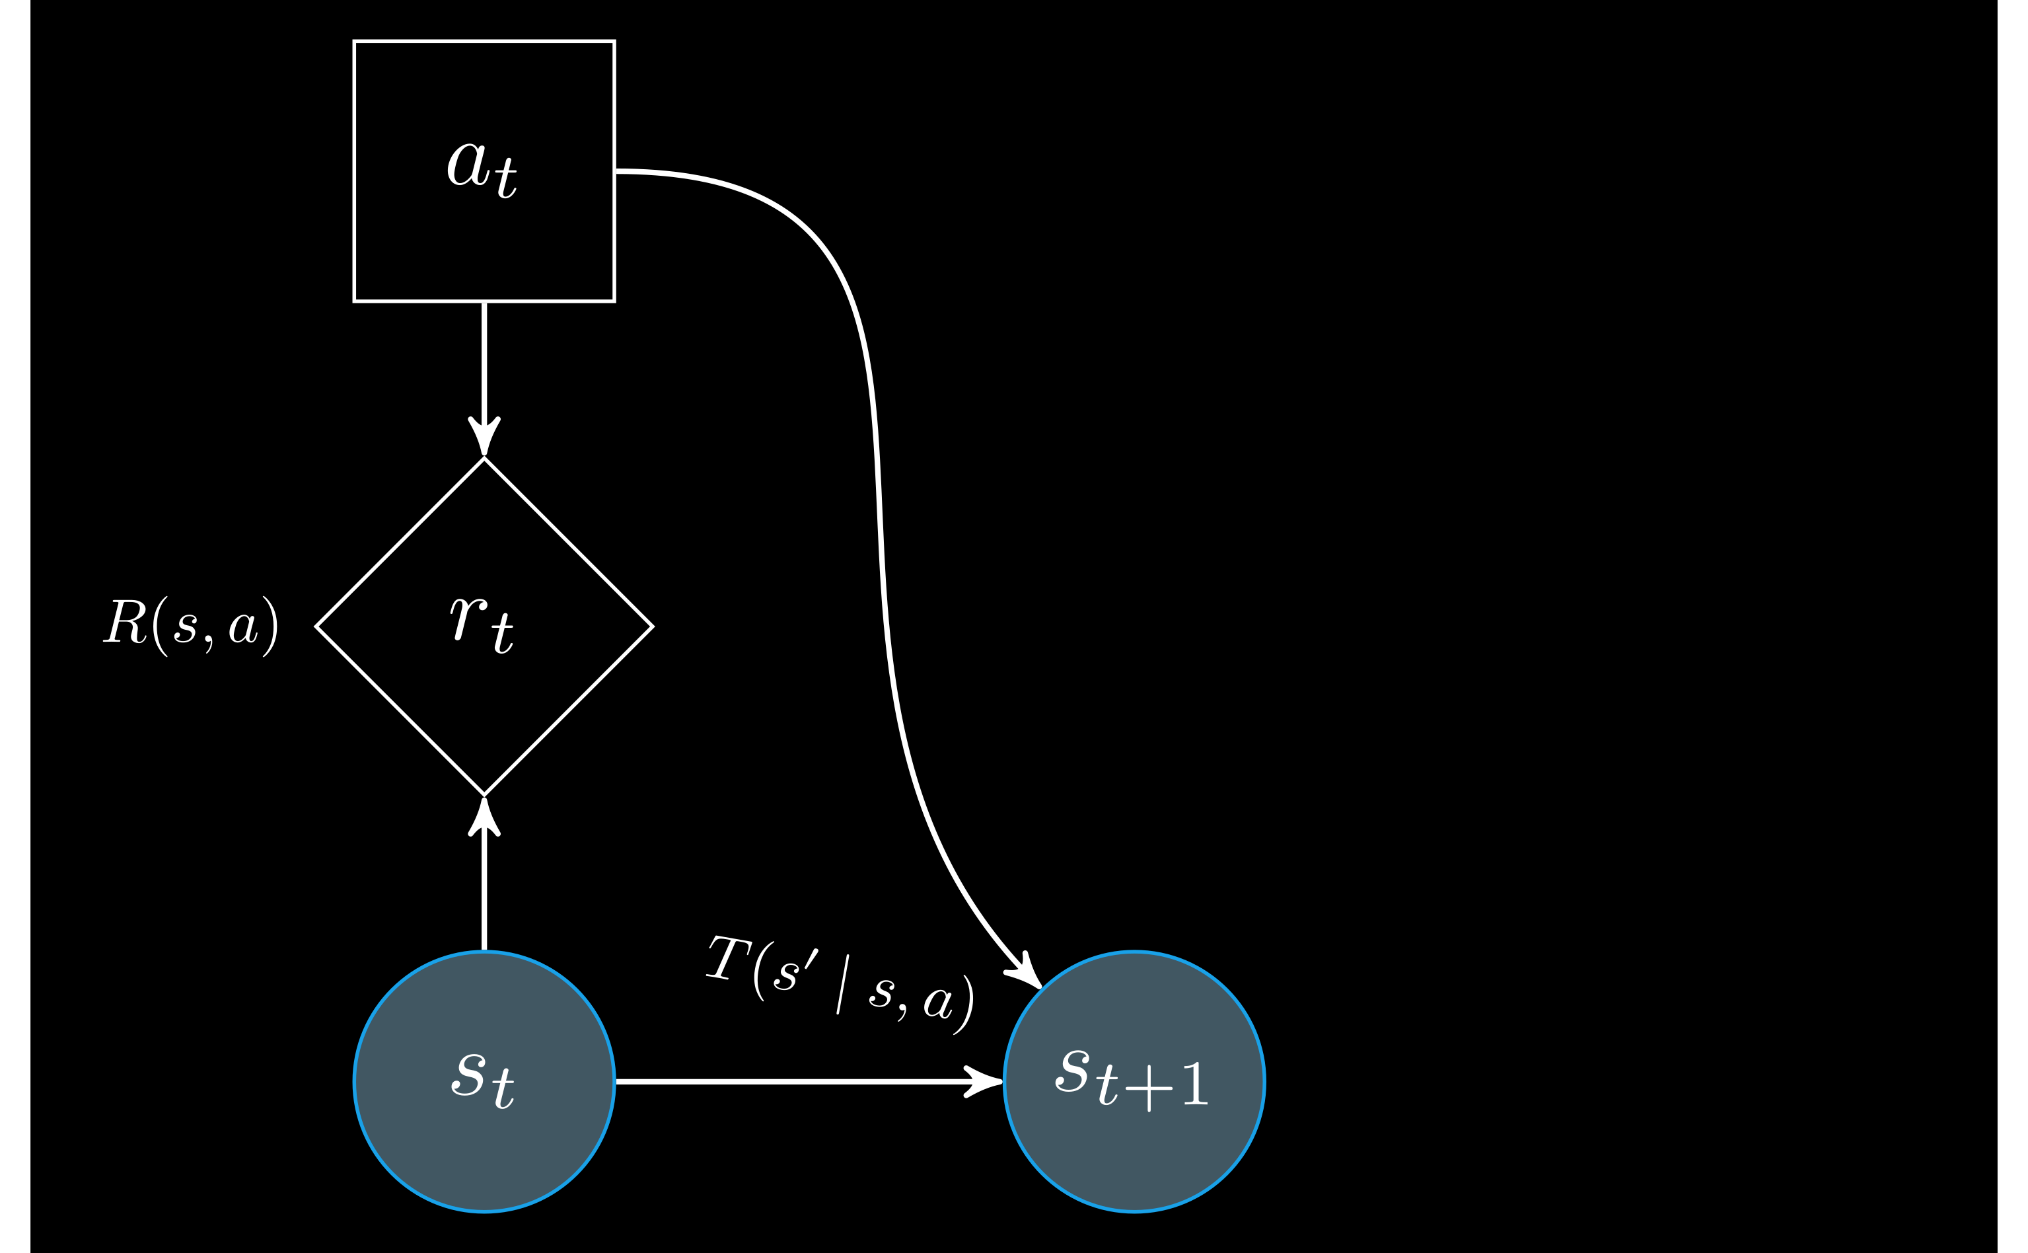 a_t
R(s, a)
r_t
T(s′ | s, a)
s_t
s_{t+1}